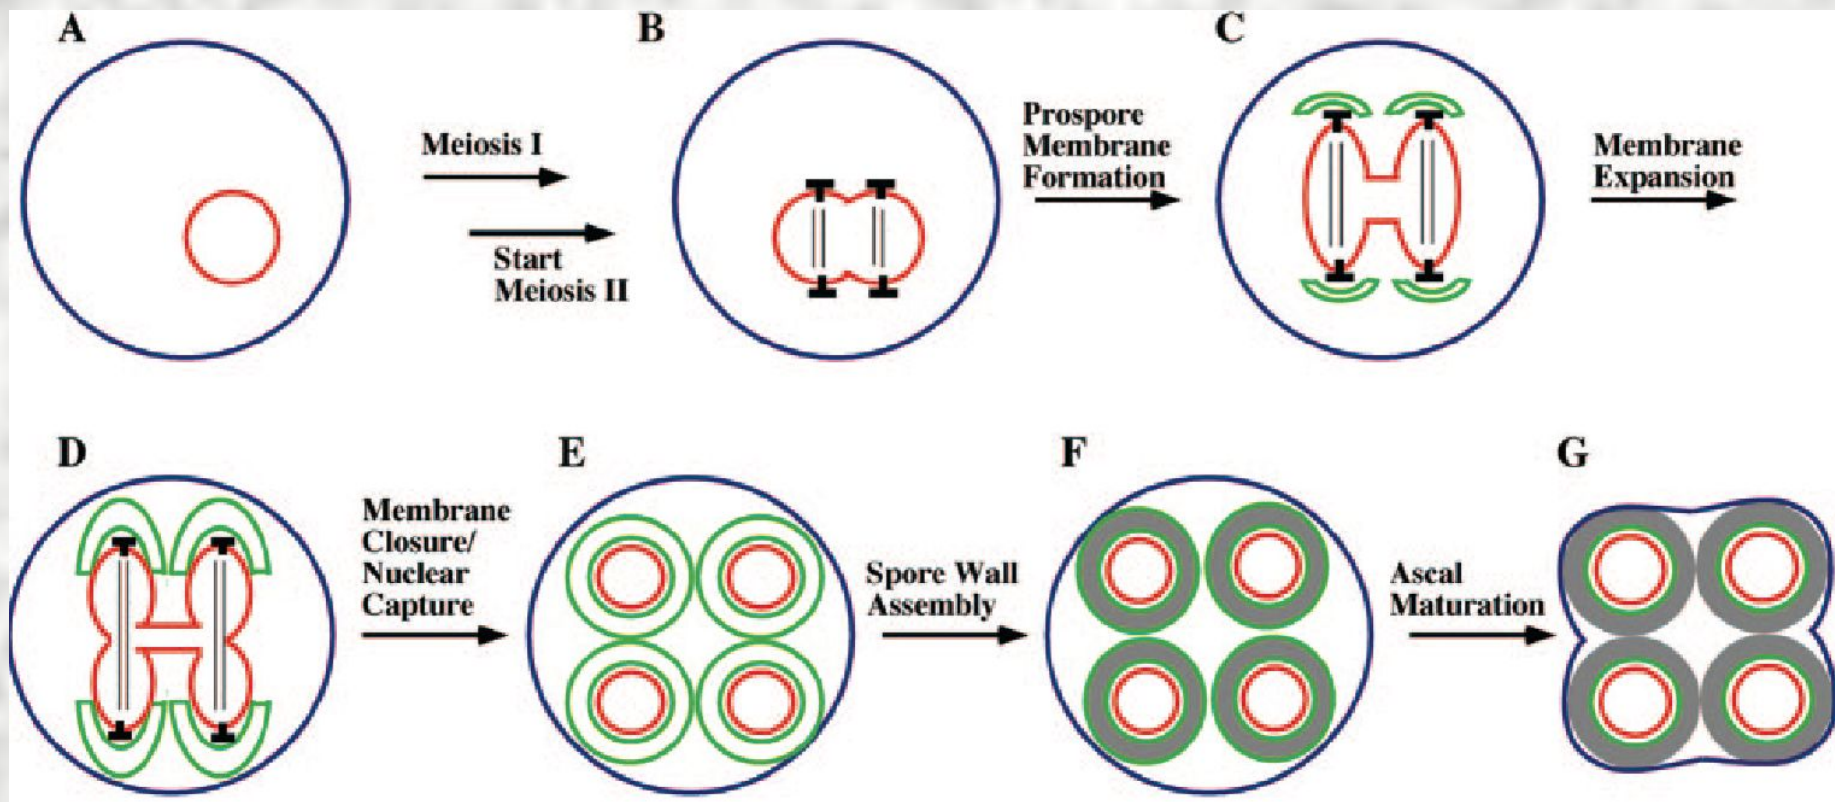 A
B
C
Meiosis I
Start
Meiosis II
Prospore
Membrane
Formation
Membrane
Expansion
D
E
F
G
Membrane
Closure/
Nuclear
Capture
Spore Wall
Assembly
Ascal
Maturation